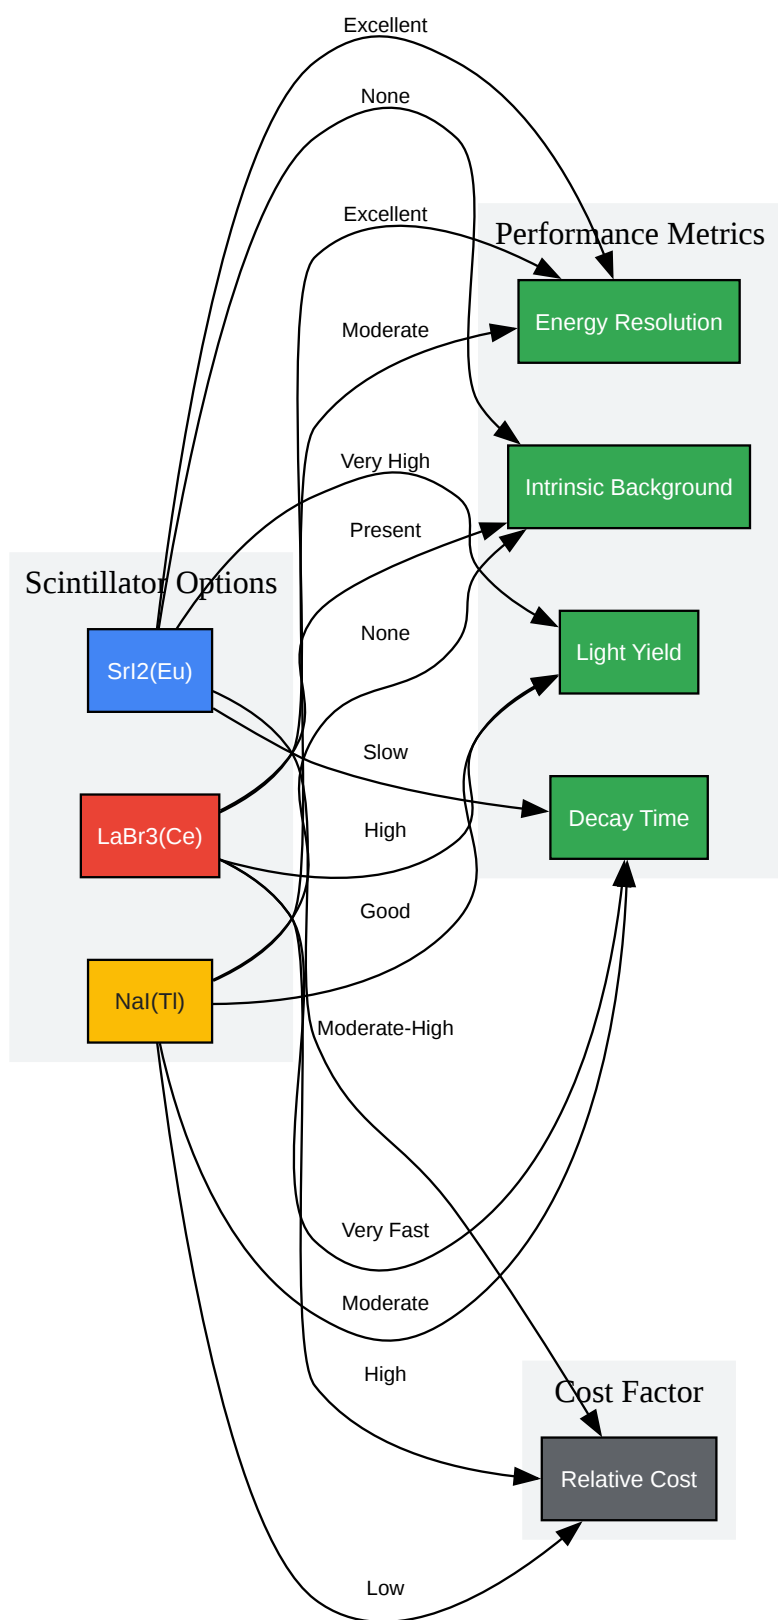 Excellent
None
Excellent
Performance Metrics
Energy Resolution
Moderate
Very High
Intrinsic Background
Present
Scintillator Options
None
Light Yield
SrI2(Eu)
Slow
Decay Time
LaBr3(Ce)
High
Good
NaI(Tl)
Moderate-High
Very Fast
Moderate
High
Cost Factor
Relative Cost
Low